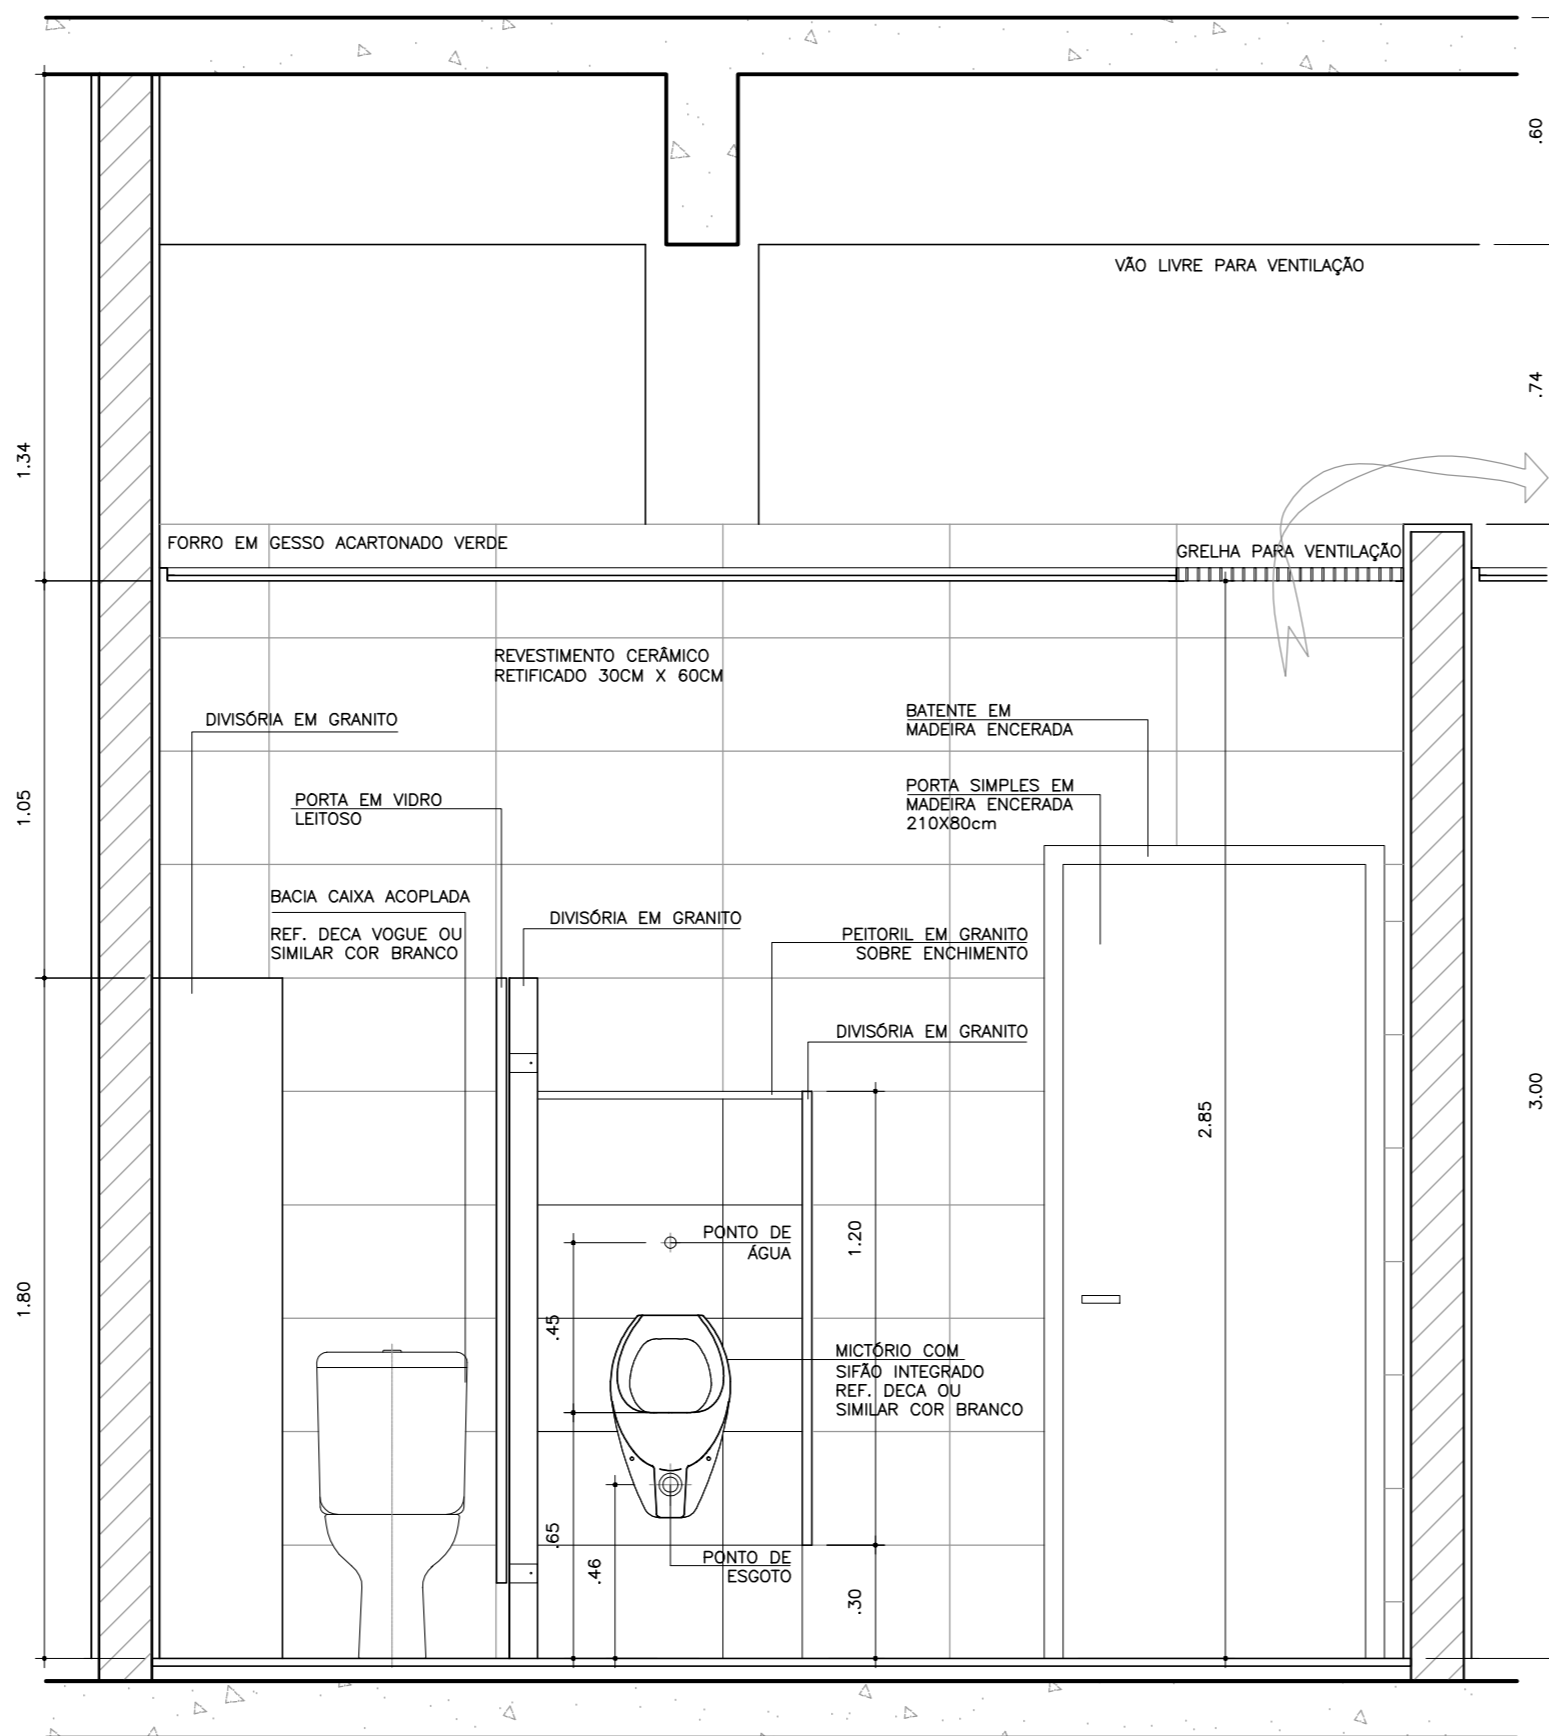 .60
VÃO LIVRE PARA VENTILAÇÃO
.74
1.34
FORRO EM GESSO ACARTONADO VERDE
GRELHA PARA VENTILAÇÃO
REVESTIMENTO CERÂMICO
RETIFICADO 30CM X 60CM
DIVISÓRIA EM GRANITO
BATENTE EM
MADEIRA ENCERADA
PORTA EM VIDRO
LEITOSO
PORTA SIMPLES EM
MADEIRA ENCERADA
210X80cm
1.05
BACIA CAIXA ACOPLADA
REF. DECA VOGUE OU
SIMILAR COR BRANCO
DIVISÓRIA EM GRANITO
PEITORIL EM GRANITO
SOBRE ENCHIMENTO
DIVISÓRIA EM GRANITO
2.85
3.00
PONTO DE
ÁGUA
1.20
1.80
.45
MICTÓRIO COM
SIFÃO INTEGRADO
REF. DECA OU
SIMILAR COR BRANCO
.65
.46
PONTO DE
ESGOTO
.30